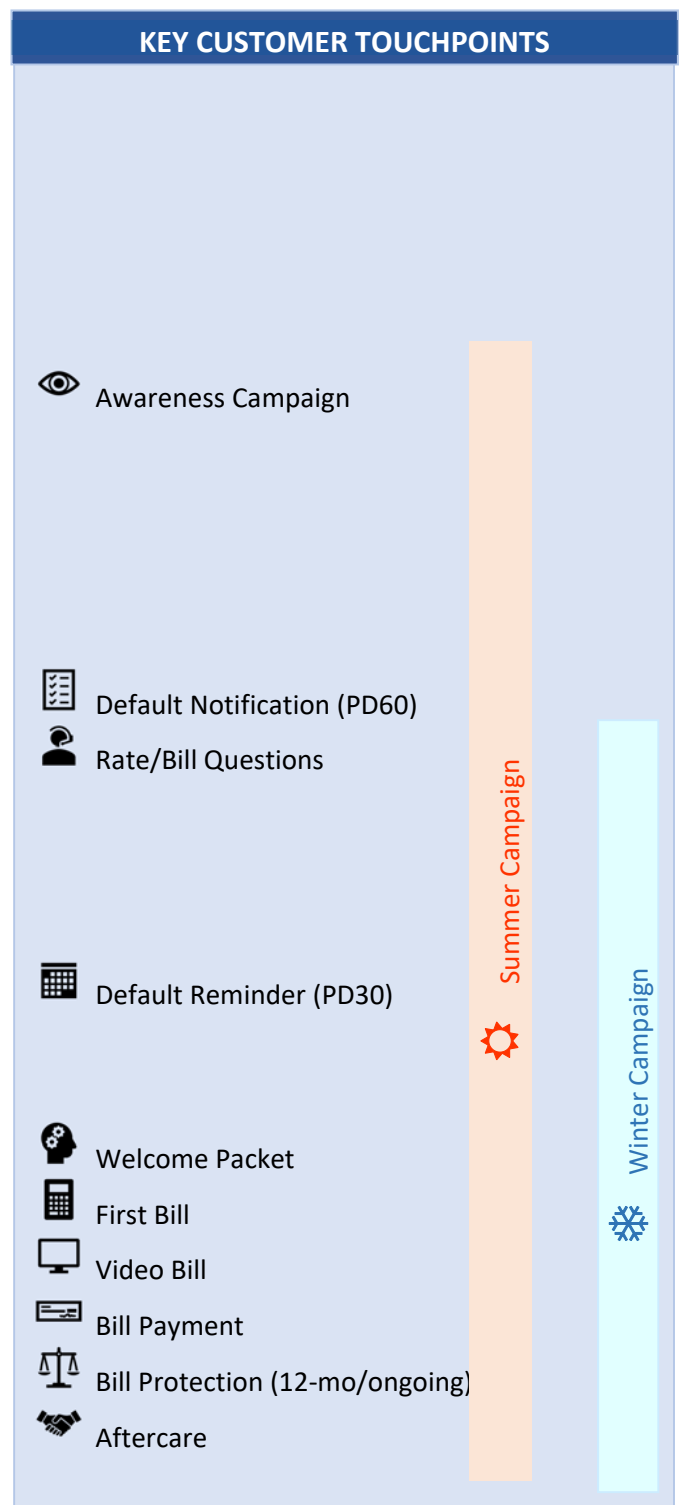 KEY CUSTOMER TOUCHPOINTS
Awareness Campaign
Default Notification (PD60)
Rate/Bill Questions
Default Reminder (PD30)
Welcome Packet
First Bill
Video Bill
Bill Payment
Bill Protection (12-mo/ongoing)
Aftercare
Summer Campaign
Winter Campaign